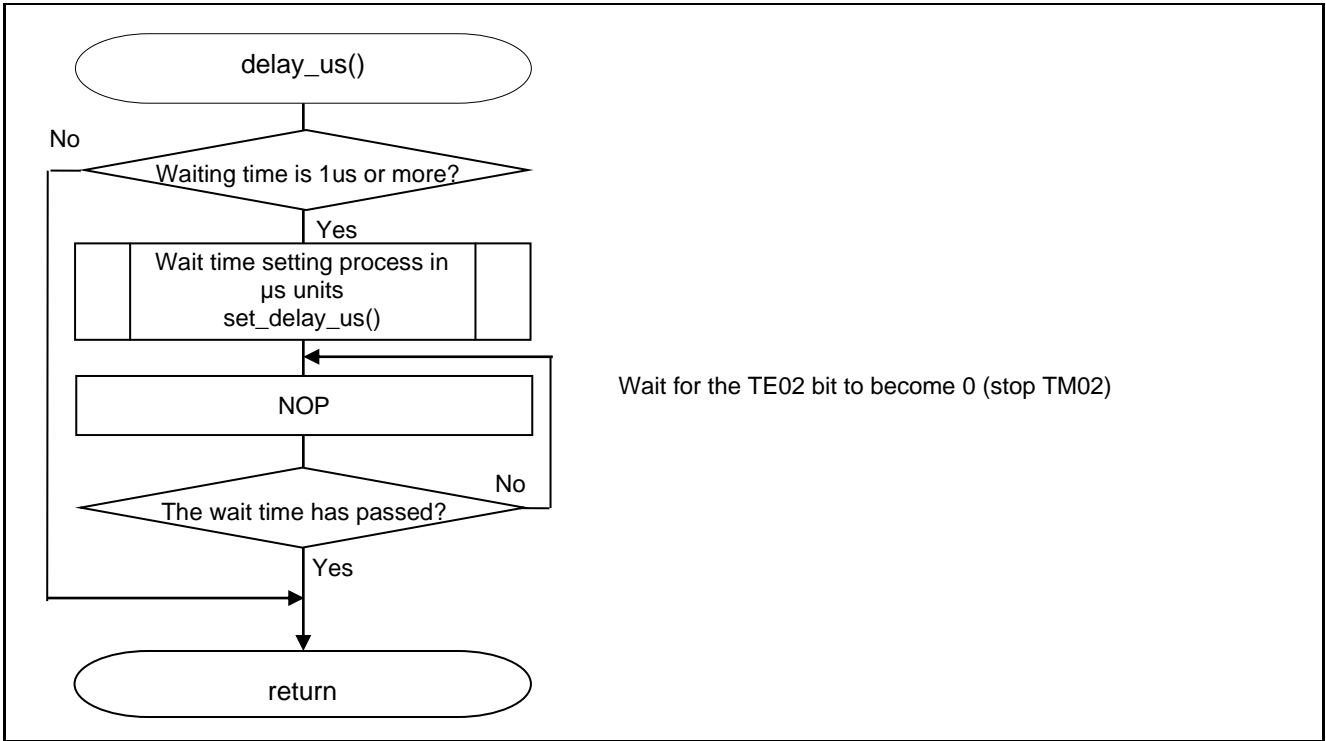 delay_us()
No
Waiting time is 1us or more?
Yes
Wait time setting process in
µs units
set_delay_us()
NOP
Wait for the TE02 bit to become 0 (stop TM02)
No
The wait time has passed?
Yes
return